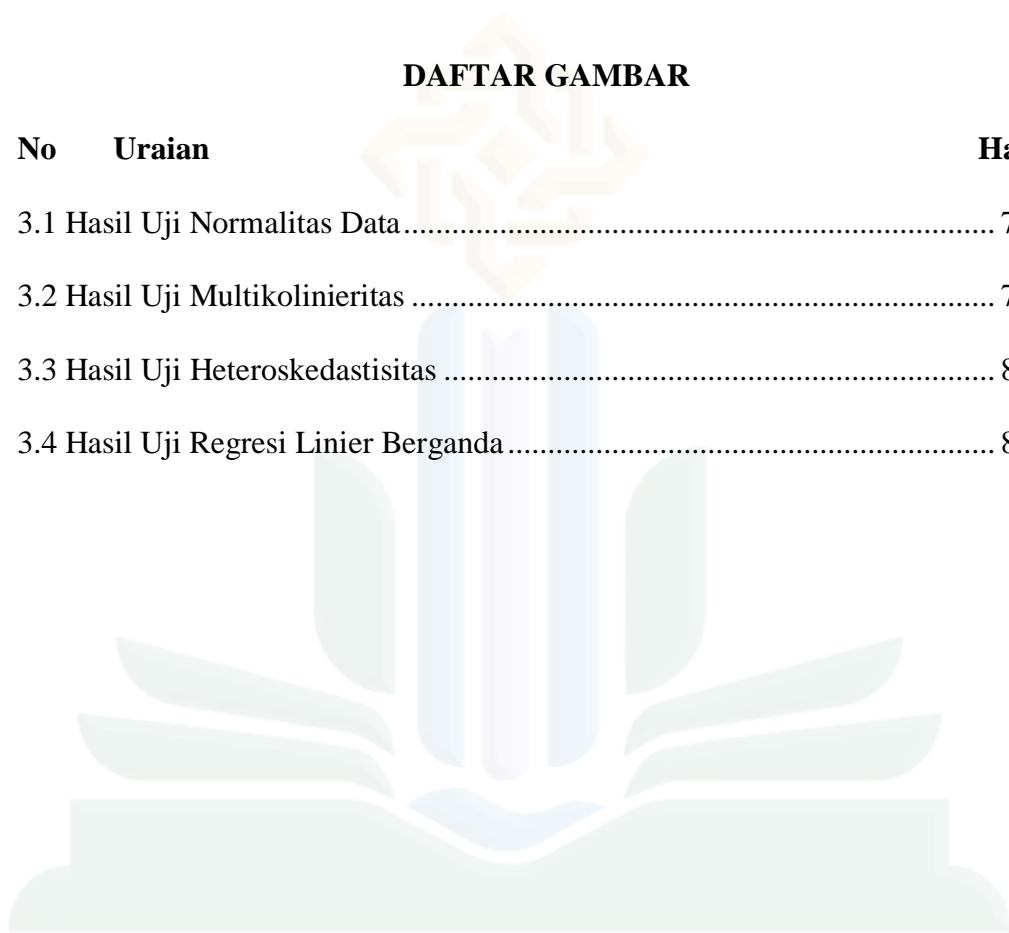 DAFTAR GAMBAR
No Uraian
3.1 Hasil Uji Normalitas Data
3.2 Hasil Uji Multikolinieritas
3.3 Hasil Uji Heteroskedastisitas
3.4 Hasil Uji Regresi Linier Berganda